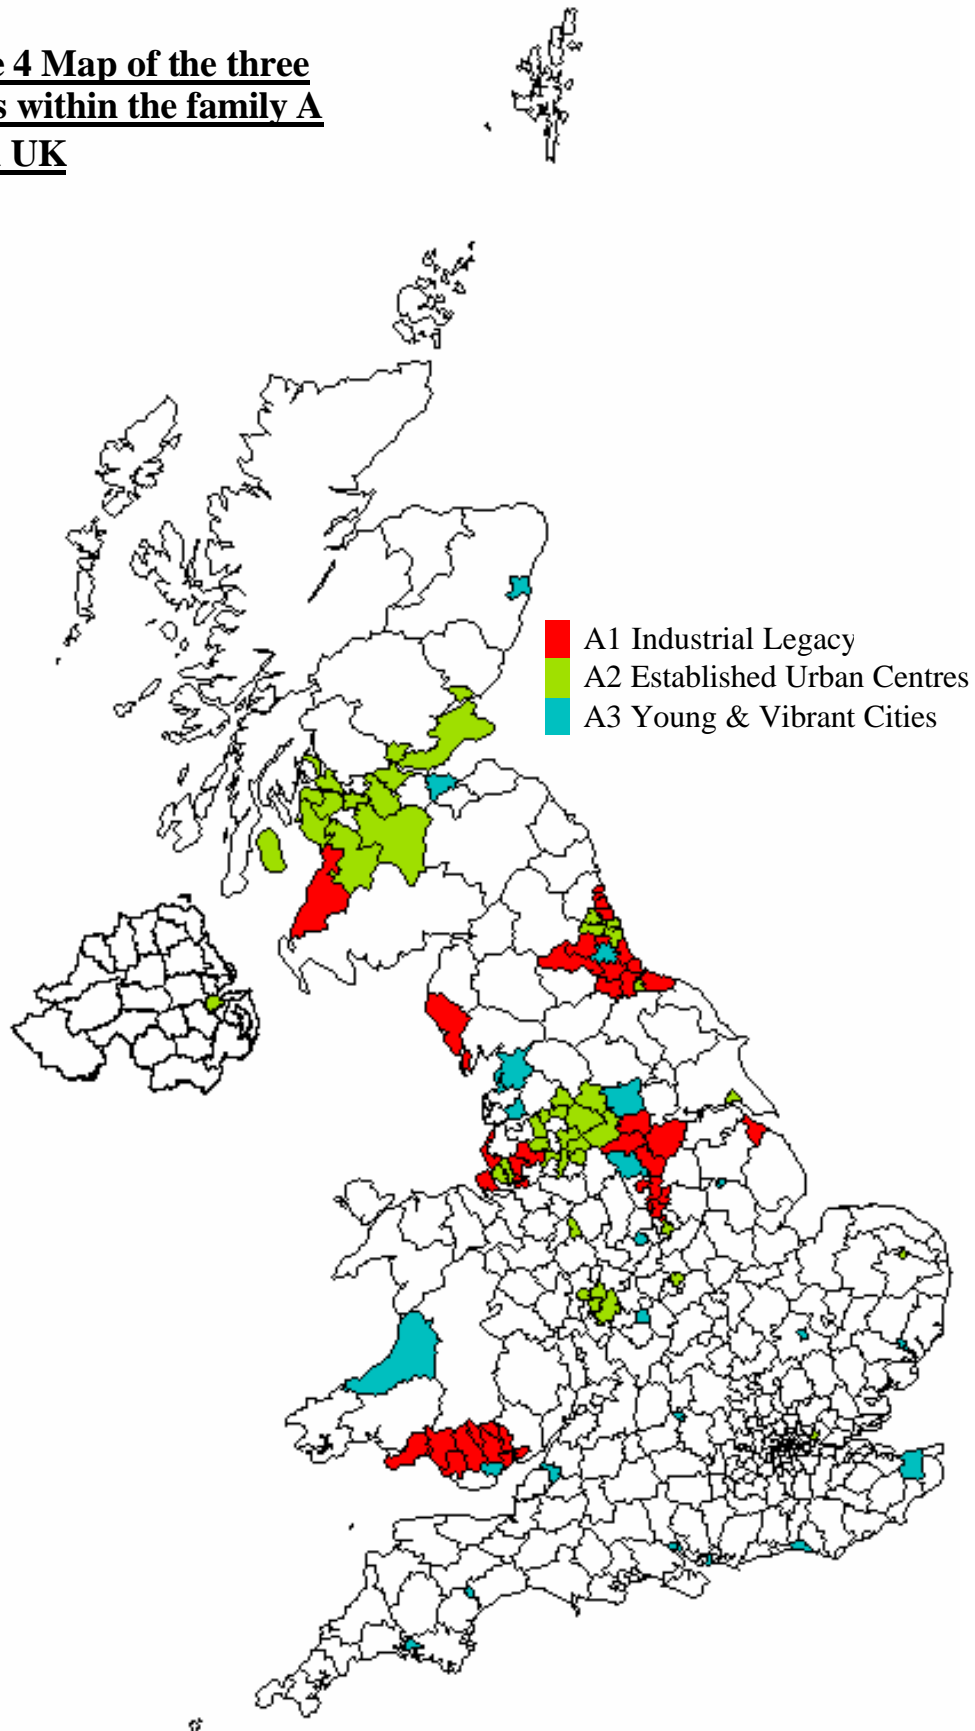 e 4 Map of the three
s within the family A
UK
A1 Industrial Legacy
A2 Established Urban Centres
A3 Young & Vibrant Cities